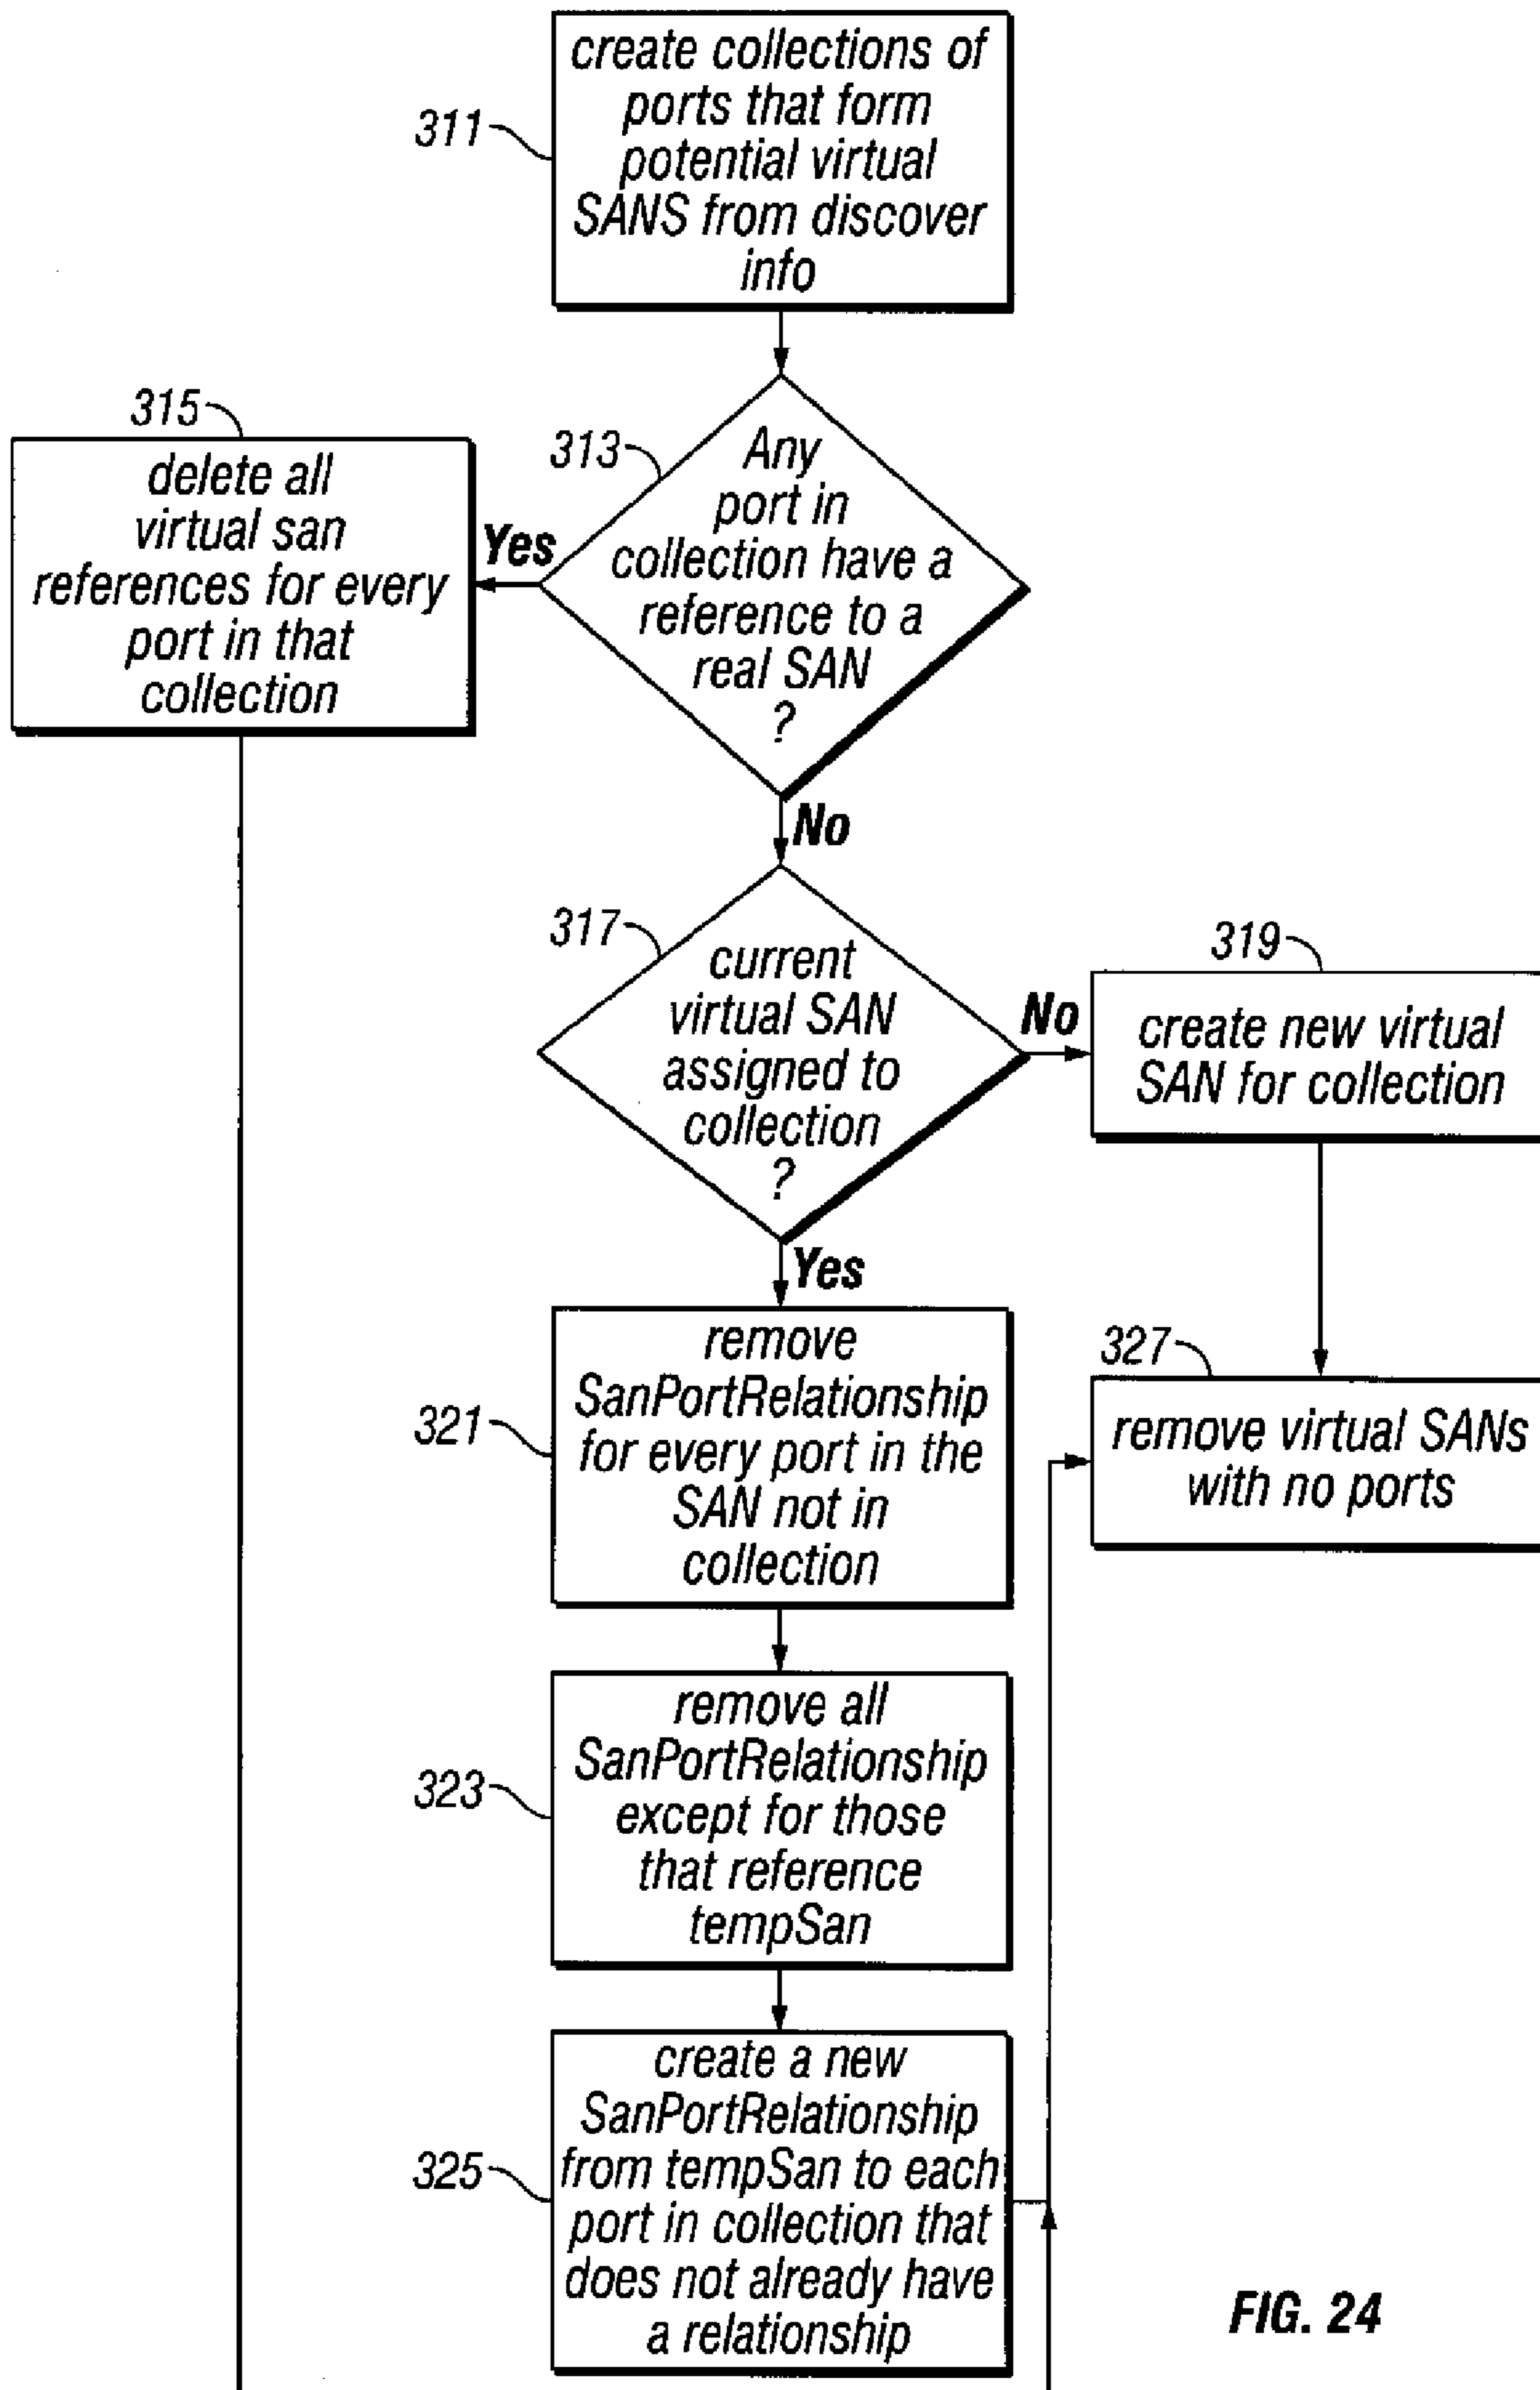 create collections of
ports that form
potential virtual
SANS from discover
info
311
315
delete all
virtual san
references for every
port in that
collection
Yes
313
Any
port in
collection have a
reference to a
real SAN
?
No
317
current
virtual SAN
assigned to
collection
?
No
319
create new virtual
SAN for collection
Yes
321
remove
SanPortRelationship
for every port in the
SAN not in
collection
327
remove virtual SANs
with no ports
323
remove all
SanPortRelationship
except for those
that reference
tempSan
325
create a new
SanPortRelationship
from tempSan to each
port in collection that
does not already have
a relationship
FIG. 24